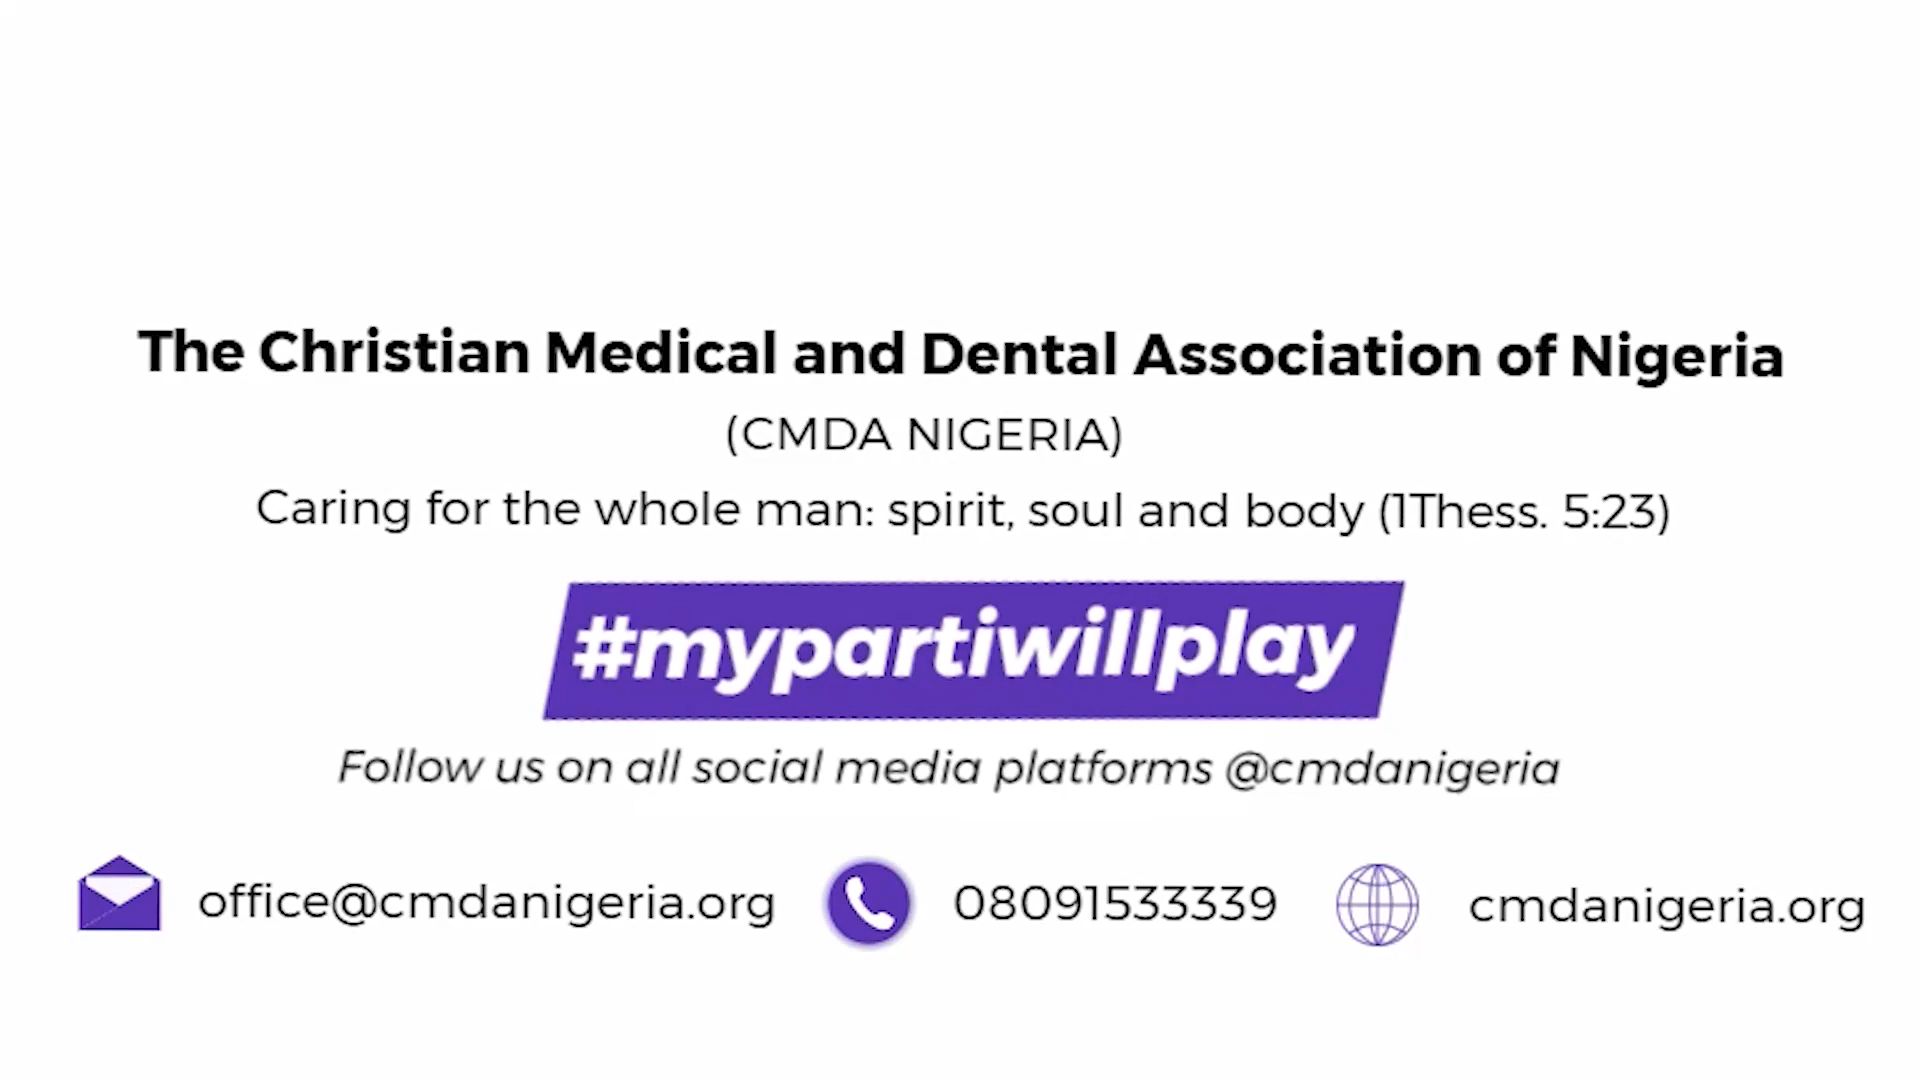 The Christian Medical and Dental Association of Nigeria
(CMDA NIGERIA)
Caring for the whole man: spirit, soul and body (1Thess. 5:23)
#mypartiwillplay
Follow us on all social media platforms @cmdanigeria
office@cmdanigeria.org 08091533339 cmdanigeria.org